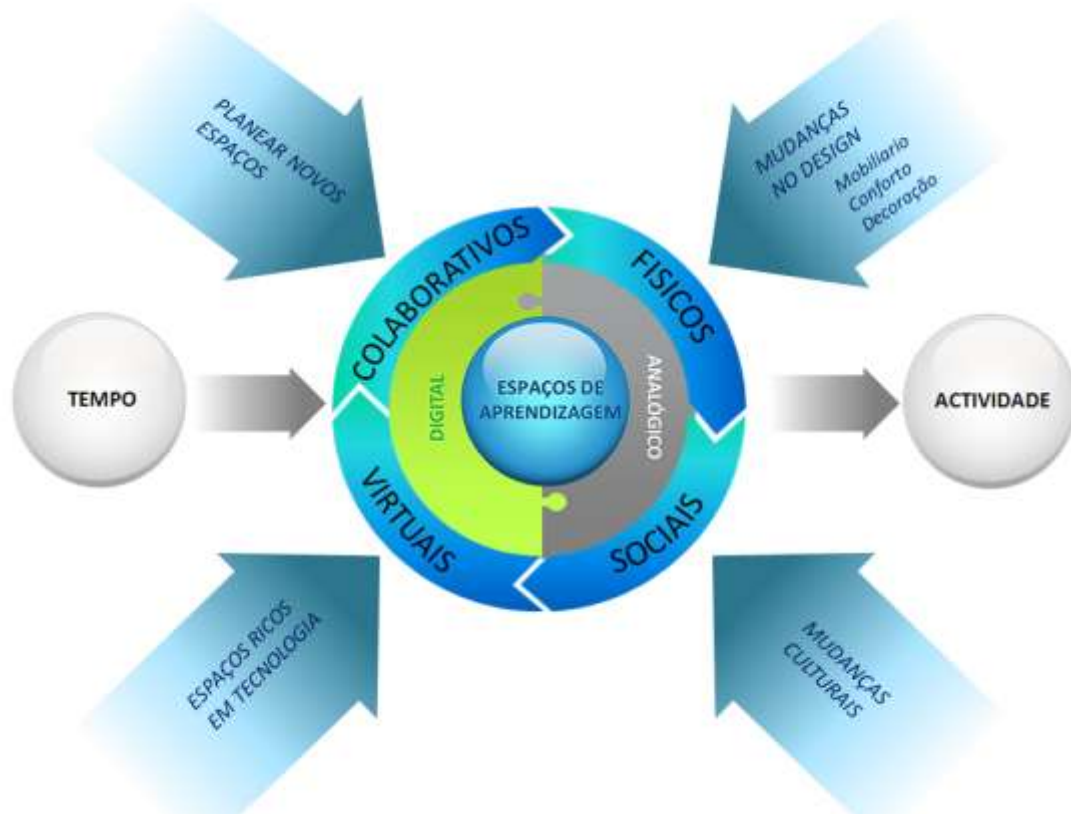 PLANEAR NOVOS
ESPAÇOS
MUDANÇAS
NO DESIGN
Mobiliario
Conforto
Decoração
COLABORATIVOS
FISICOS
TEMPO
DIGITAL
ESPAÇOS DE
APRENDIZAGEM
ANALÓGICO
ACTIVIDADE
VIRTUAIS
SOCIAIS
ESPAÇOS RICOS
EM TECNOLOGIA
MUDANÇAS
CULTURAIS